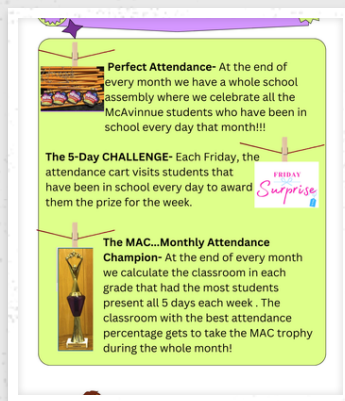 Perfect Attendance- At the end of
every month we have a whole school
assembly where we celebrate all the
McAvinnue students who have been in
school every day that month!!!
The 5-Day CHALLENGE- Each Friday, the
attendance cart visits students that
have been in school every day to award
them the prize for the week.
FRIDAY
Surprise
The MAC...Monthly Attendance
Champion- At the end of every month
we calculate the classroom in each
grade that had the most students
present all 5 days each week . The
classroom with the best attendance
percentage gets to take the MAC trophy
during the whole month!